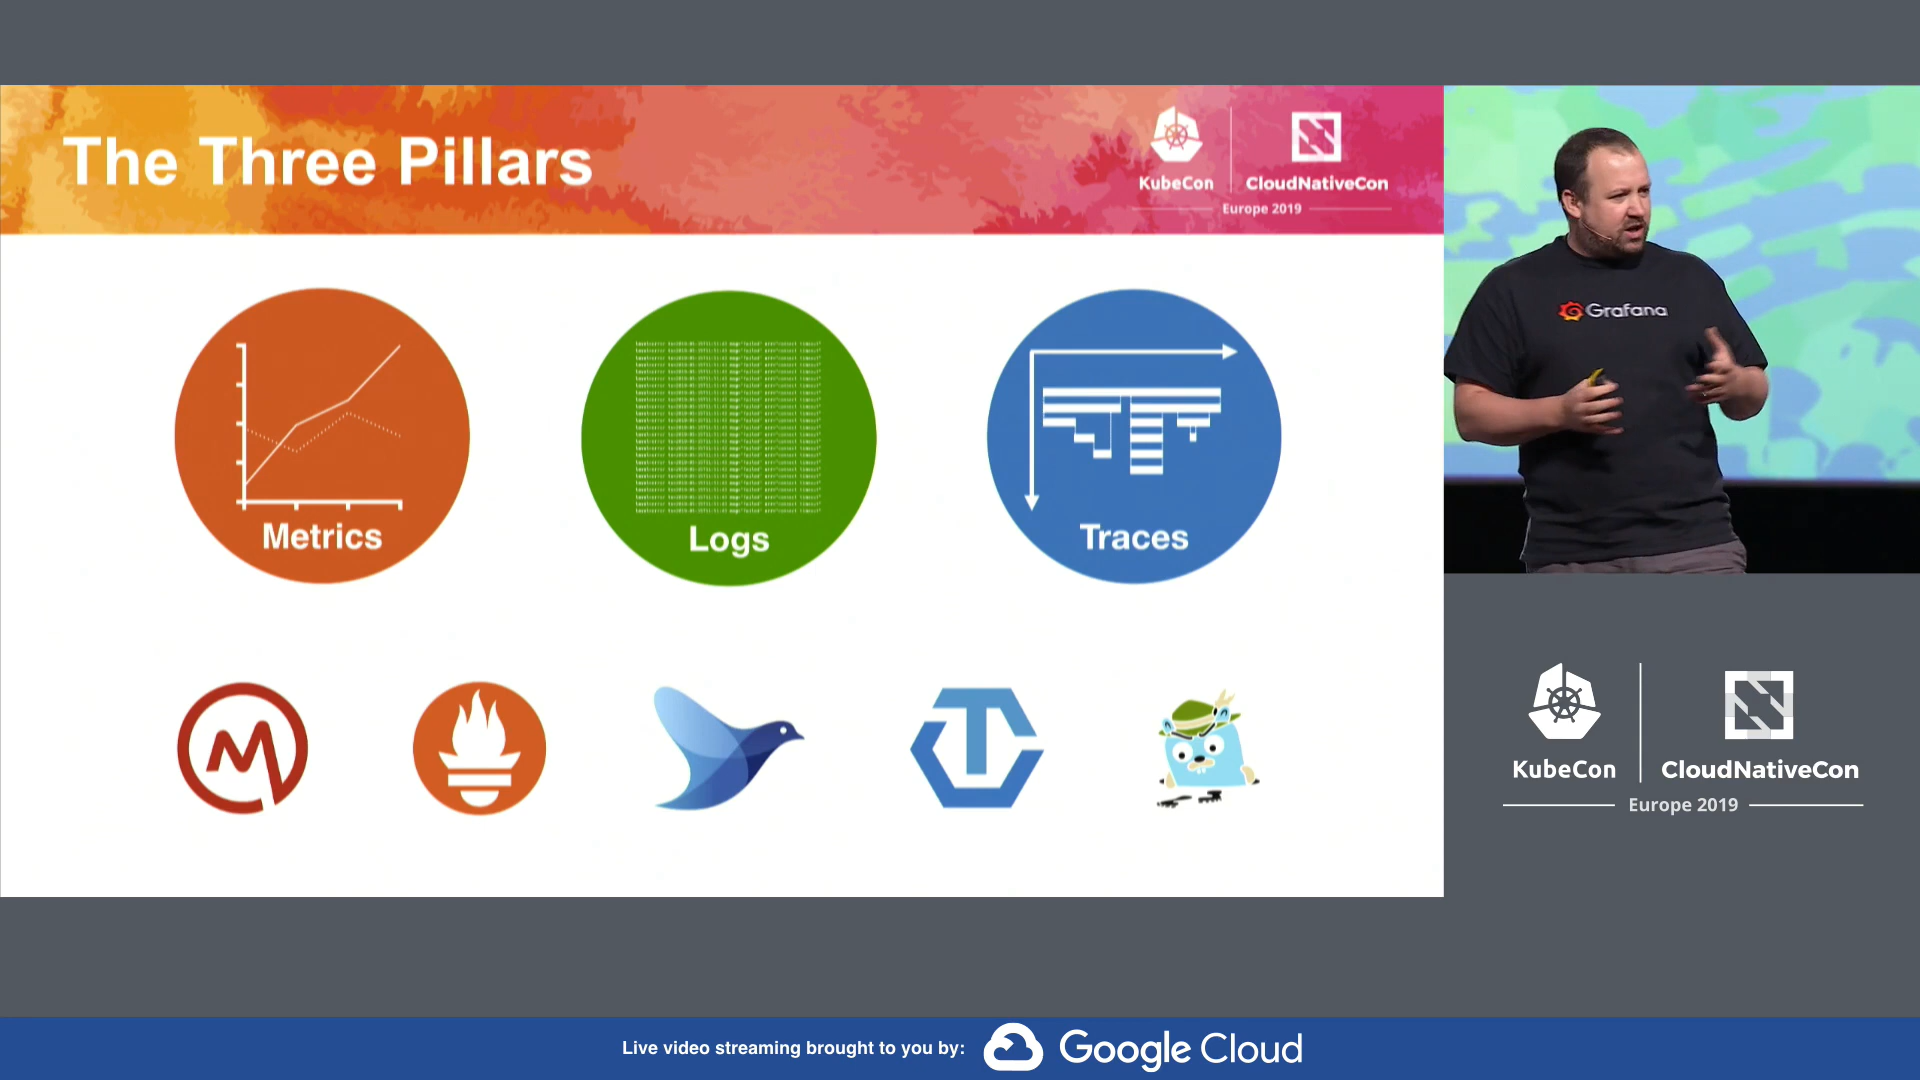 The Three Pillars
KubeCon
CloudNativeCon
Europe 2019
Metrics
Logs
Traces
Grafana
KubeCon
CloudNativeCon
Europe 2019
Live video streaming brought to you by:
Google Cloud